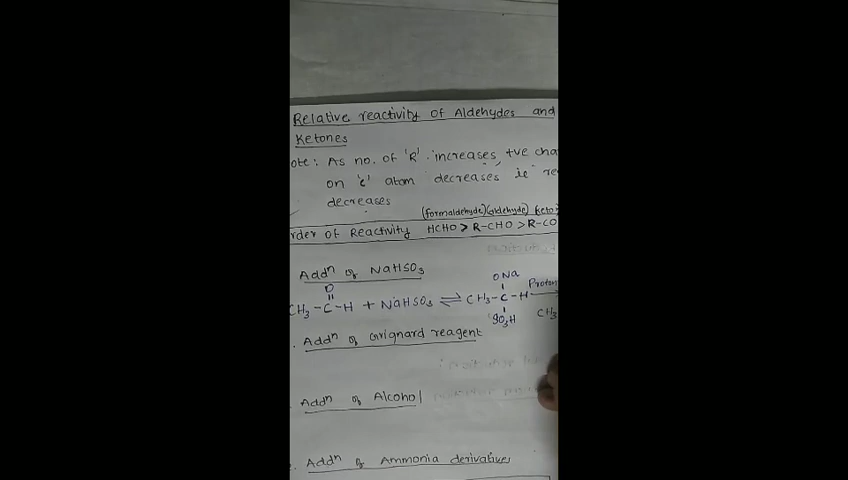 Relative reactivity of Aldehydes and
Ketones
ote: As no. of 'R' increases, +ve cha
on 'c' atom decreases ie re
decreases
(formaldehyde)(aldehyde) Keto
rder of Reactivity HCHO > R-CHO > R-CO
Addn of NaHSO3
O ONa
CH3-C-H + NaHSO3 ⇌ CH3-C-H Proton
SO3H CH3
. Addn of Grignard reagent
. Addn of Alcohol
. Addn of Ammonia derivatives